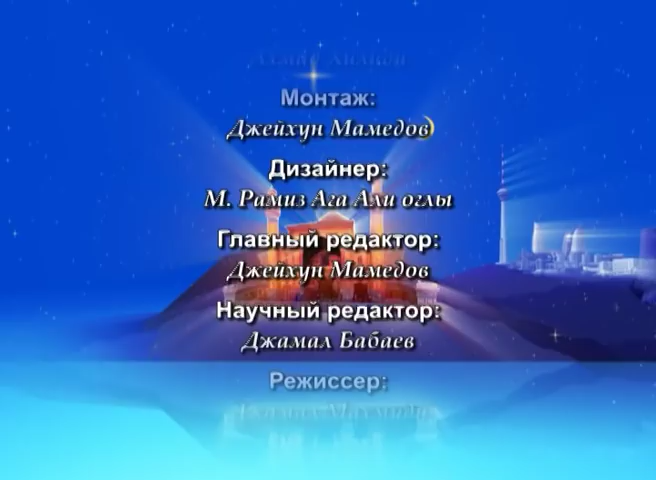 Монтаж:
Джейхун Мамедов
Дизайнер:
М. Рамиз Ага Али оглы
Главный редактор:
Джейхун Мамедов
Научный редактор:
Джамал Бабаев
Режиссер: